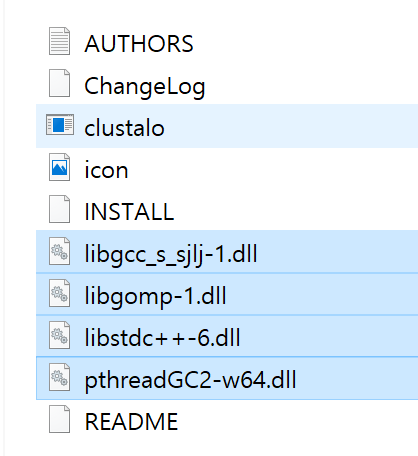 AUTHORS
ChangeLog
clustalo
icon
INSTALL
libgcc_s_sjlj-1.dll
libgomp-1.dll
libstdc++-6.dll
pthreadGC2-w64.dll
README